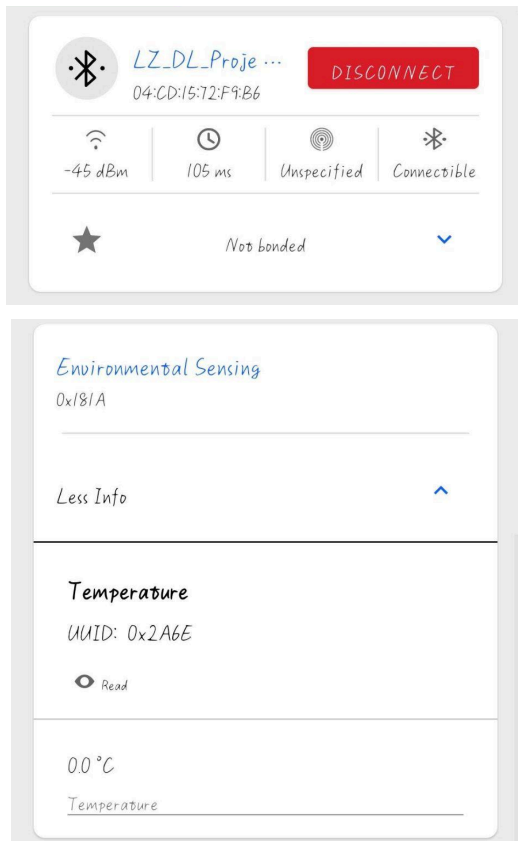 LZ_DL_Proje ...
DISCONNECT
04:CD:15:72:F9:B6
-45 dBm
105 ms
Unspecified
Connectible
Not bonded
Environmental Sensing
0x181A
Less Info
Temperature
UUID: 0x2A6E
Read
0.0 °C
Temperature